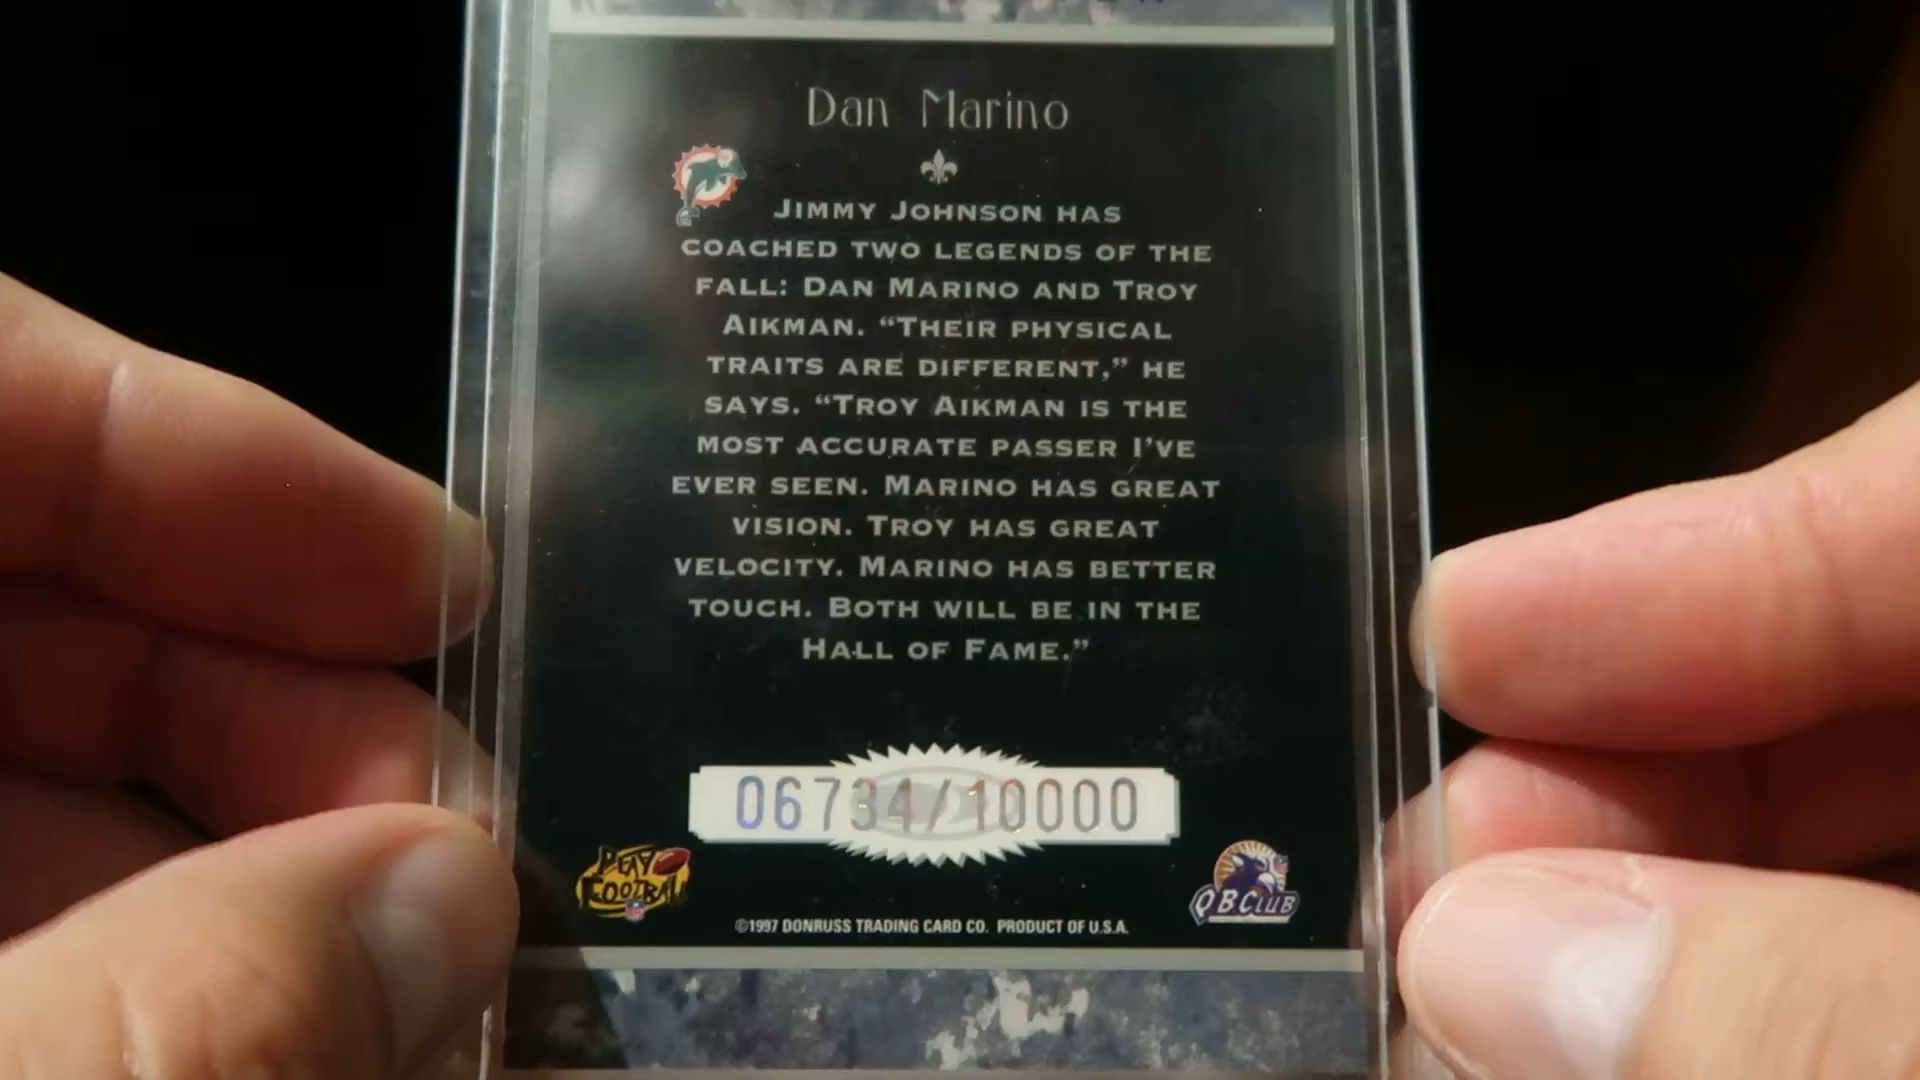 Dan Marino
JIMMY JOHNSON HAS
COACHED TWO LEGENDS OF THE
FALL: DAN MARINO AND TROY
AIKMAN. “THEIR PHYSICAL
TRAITS ARE DIFFERENT,” HE
SAYS. “TROY AIKMAN IS THE
MOST ACCURATE PASSER I’VE
EVER SEEN. MARINO HAS GREAT
VISION. TROY HAS GREAT
VELOCITY. MARINO HAS BETTER
TOUCH. BOTH WILL BE IN THE
HALL OF FAME.”
06734/10000
PLAY
FOOTBALL
QB CLUB
©1997 DONRUSS TRADING CARD CO. PRODUCT OF U.S.A.